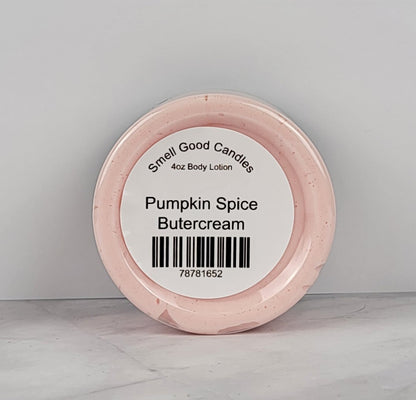 Smell Good Candles
4oz Body Lotion
Pumpkin Spice
Butercream
78781652